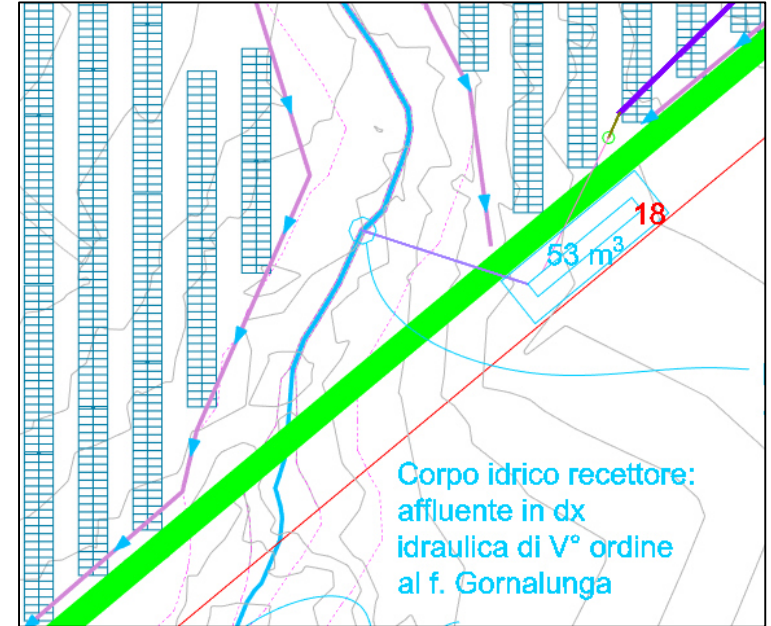 18
53 m³
Corpo idrico recettore:
affluente in dx
idraulica di V° ordine
al f. Gornalunga